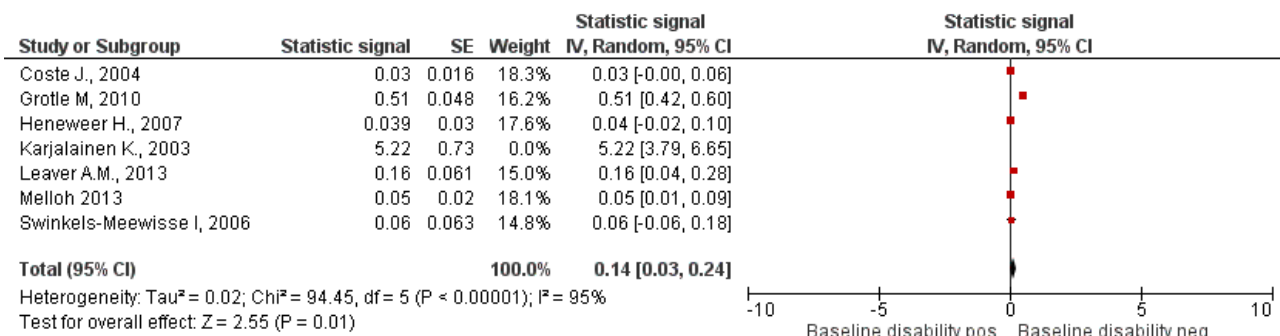 Statistic signal Statistic signal
Study or Subgroup Statistic signal SE Weight IV, Random, 95% CI IV, Random, 95% CI
Coste J., 2004 0.03 0.016 18.3% 0.03 [-0.00, 0.06]
Grotle M, 2010 0.51 0.048 16.2% 0.51 [0.42, 0.60]
Heneweer H., 2007 0.039 0.03 17.6% 0.04 [-0.02, 0.10]
Karjalainen K., 2003 5.22 0.73 0.0% 5.22 [3.79, 6.65]
Leaver A.M., 2013 0.16 0.061 15.0% 0.16 [0.04, 0.28]
Melloh 2013 0.05 0.02 18.1% 0.05 [0.01, 0.09]
Swinkels-Meewisse I, 2006 0.06 0.063 14.8% 0.06 [-0.06, 0.18]
Total (95% CI) 100.0% 0.14 [0.03, 0.24]
Heterogeneity: Tau² = 0.02; Chi² = 94.45, df = 5 (P < 0.00001); I² = 95%
Test for overall effect: Z = 2.55 (P = 0.01)
-10 -5 0 5 10
Baseline disability pos Baseline disability neg